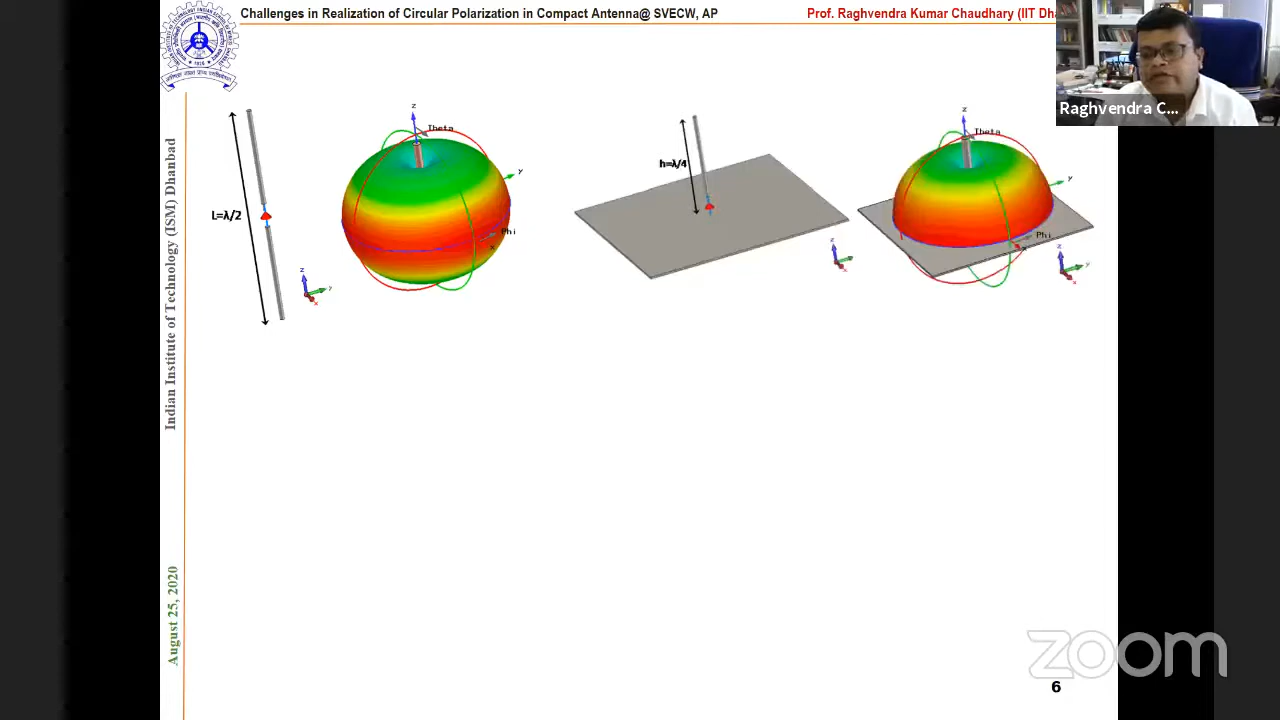 Challenges in Realization of Circular Polarization in Compact Antenna@ SVECW, AP
Prof. Raghvendra Kumar Chaudhary (IIT Dha
Raghvendra C...
Indian Institute of Technology (ISM) Dhanbad
August 25, 2020
L=λ/2
z
y
x
z
Theta
y
Phi
x
h=λ/4
z
y
x
z
Theta
y
Phi
x
z
y
x
zoom
6